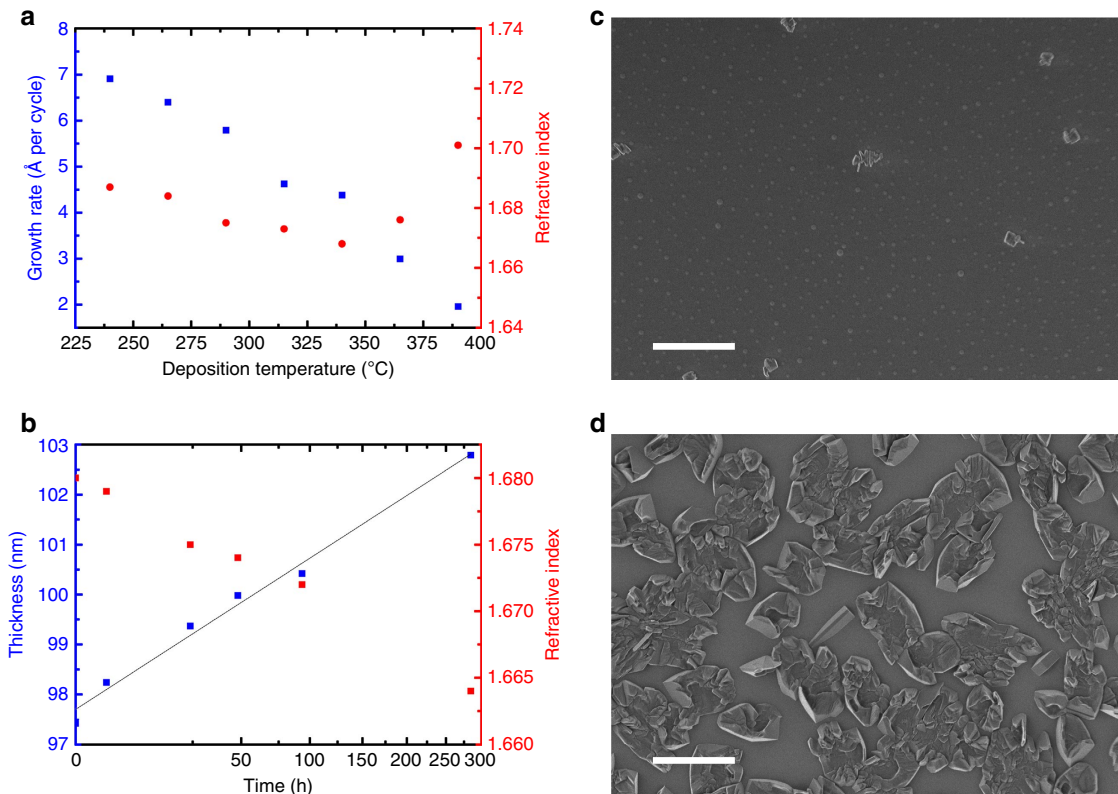 a
8
7
6
5
4
3
2
Growth rate (Å per cycle)
1.74
1.72
1.70
1.68
1.66
1.64
Refractive index
225 250 275 300 325 350 375 400
Deposition temperature (°C)
b
103
102
101
100
99
98
97
Thickness (nm)
1.680
1.675
1.670
1.665
1.660
Refractive index
0 50 100 150 200 250 300
Time (h)
c
d